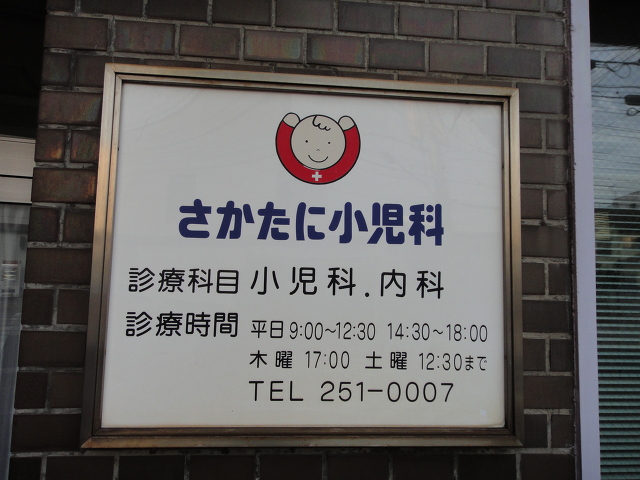 さかたに小児科
診療科目 小児科.内科
診療時間 平日 9:00~12:30 14:30~18:00
木曜 17:00 土曜 12:30まで
TEL 251-0007